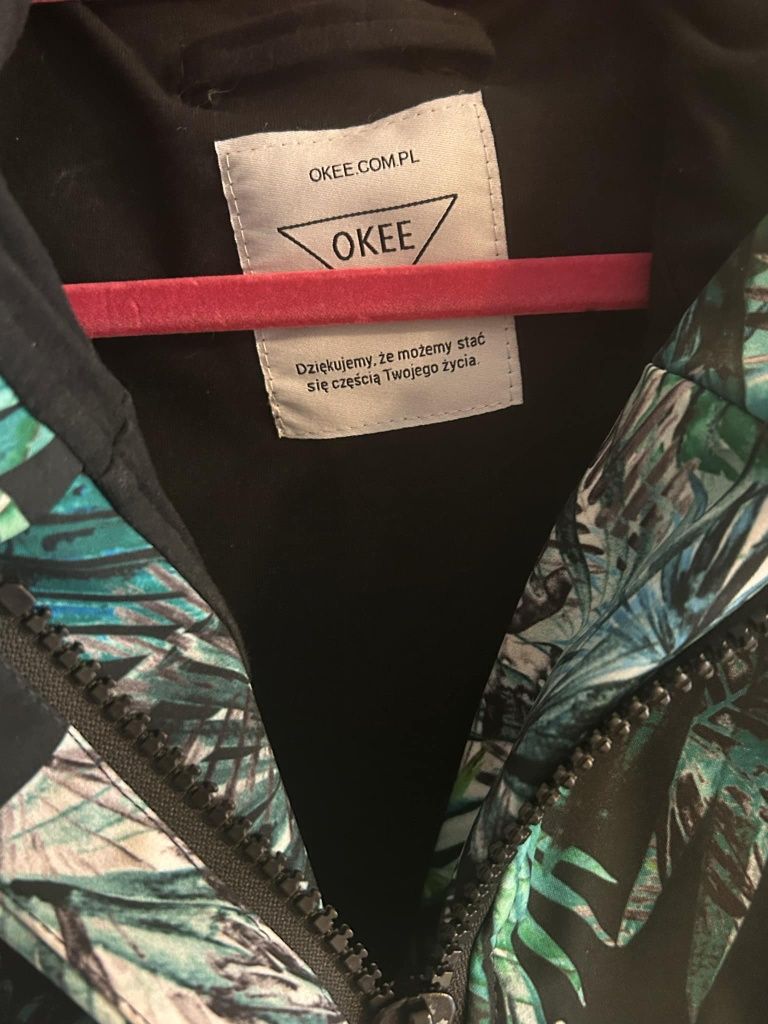 OKEE.COM.PL
OKEE
Dziękujemy, że możemy stać
się częścią Twojego życia.